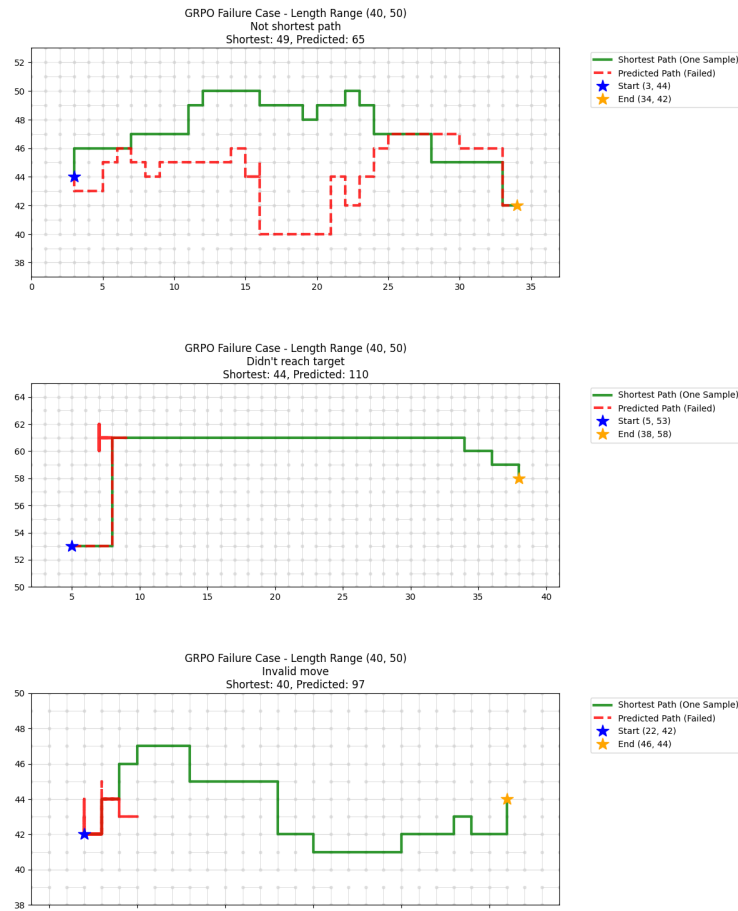 GRPO Failure Case - Length Range (40, 50)
Not shortest path
Shortest: 49, Predicted: 65
52
50
48
46
44
42
40
38
0 5 10 15 20 25 30 35
Shortest Path (One Sample)
Predicted Path (Failed)
Start (3, 44)
End (34, 42)
GRPO Failure Case - Length Range (40, 50)
Didn't reach target
Shortest: 44, Predicted: 110
64
62
60
58
56
54
52
50
5 10 15 20 25 30 35 40
Shortest Path (One Sample)
Predicted Path (Failed)
Start (5, 53)
End (38, 58)
GRPO Failure Case - Length Range (40, 50)
Invalid move
Shortest: 40, Predicted: 97
50
48
46
44
42
40
38
Shortest Path (One Sample)
Predicted Path (Failed)
Start (22, 42)
End (46, 44)